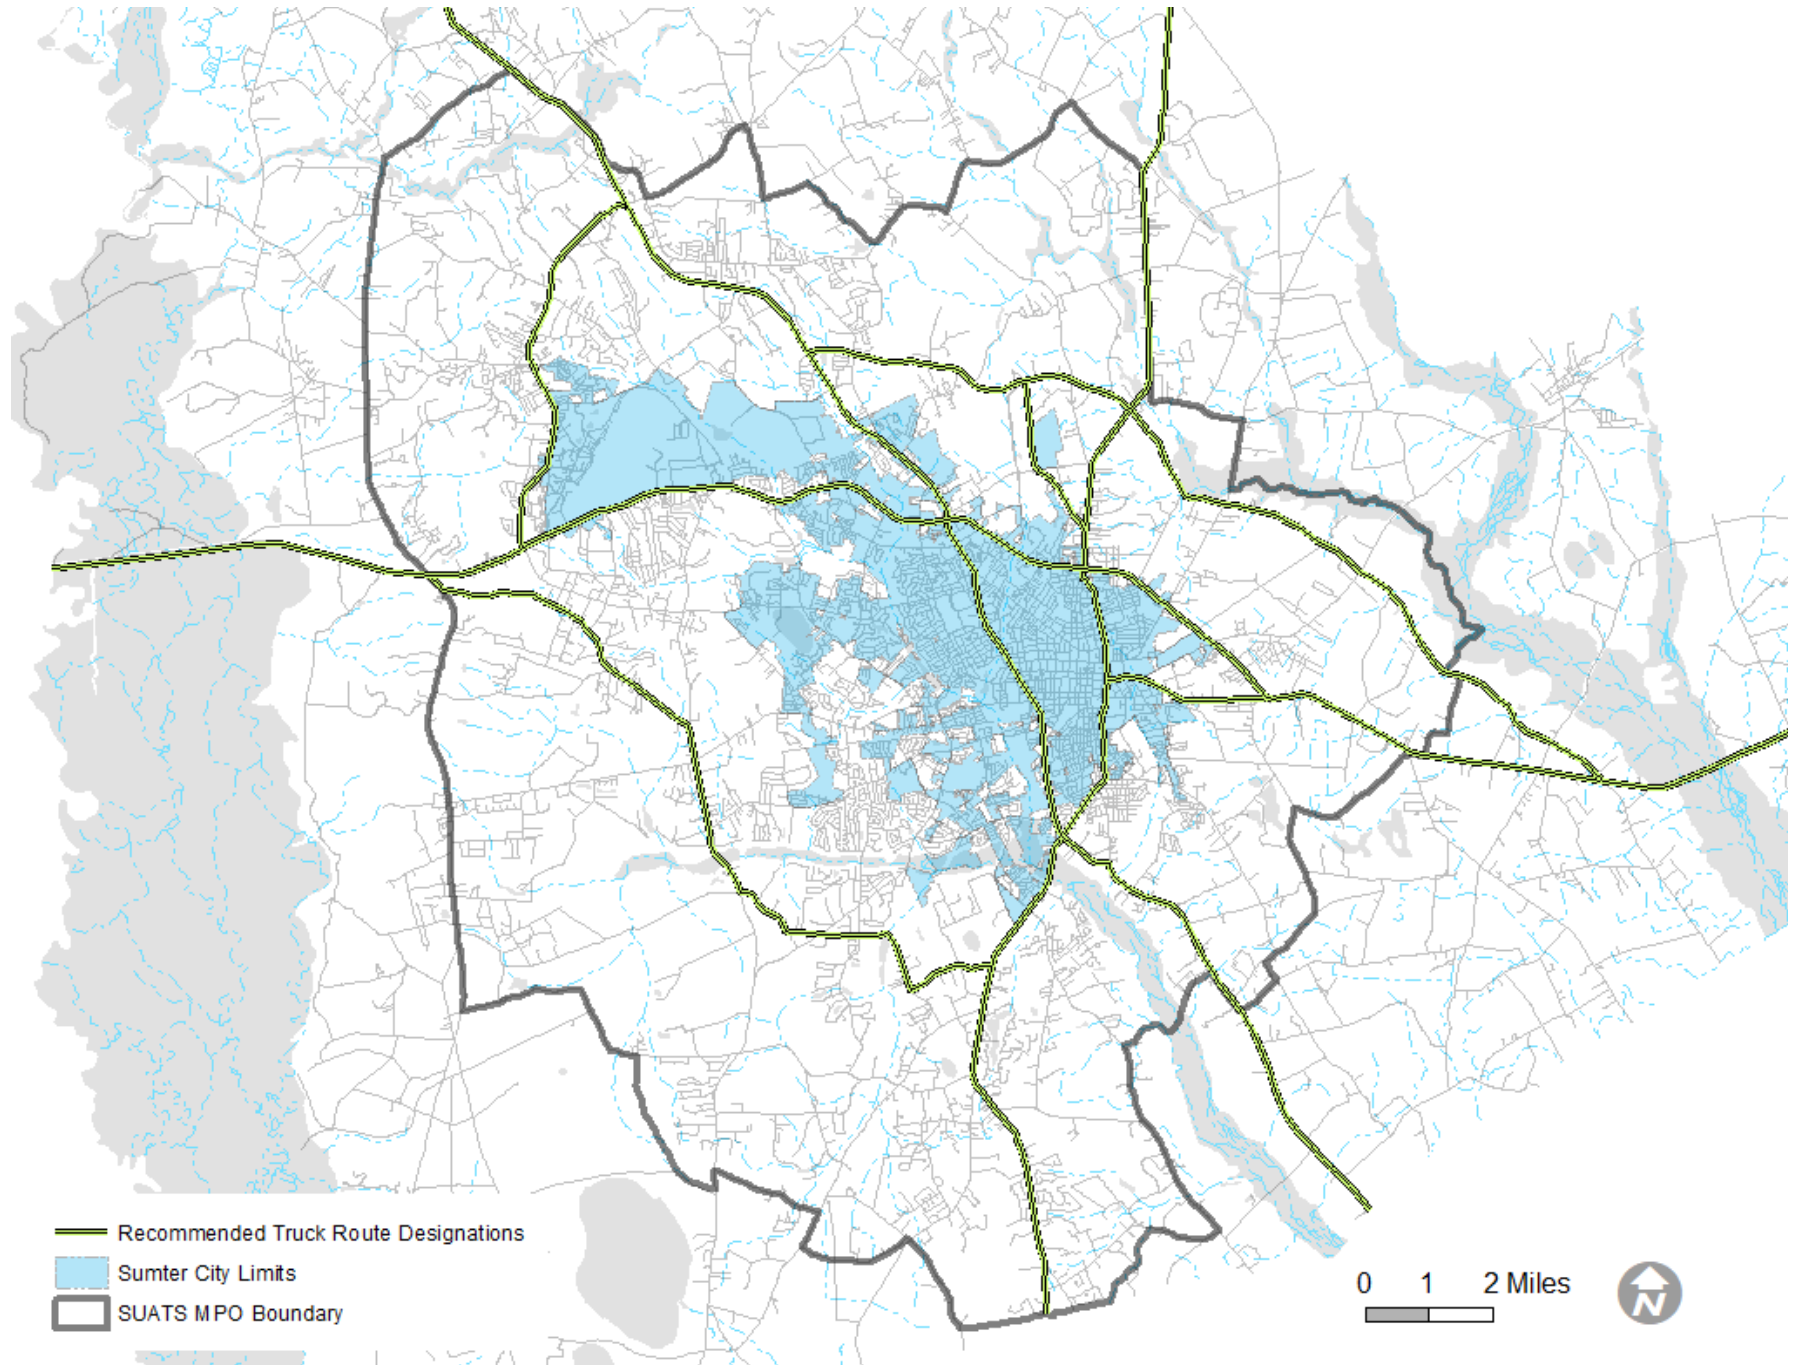 Recommended Truck Route Designations
Sumter City Limits
SUATS MPO Boundary
0 1 2 Miles
N